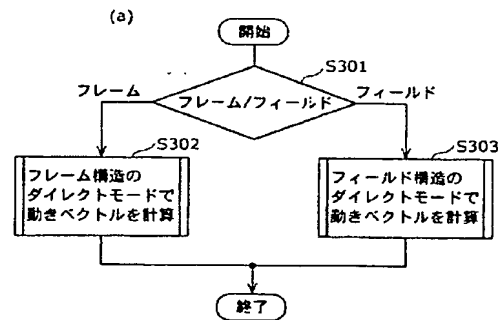 (a)
開始
S301
フレーム
フレーム/フィールド
フィールド
S302
フレーム構造の
ダイレクトモードで
動きベクトルを計算
S303
フィールド構造の
ダイレクトモードで
動きベクトルを計算
終了